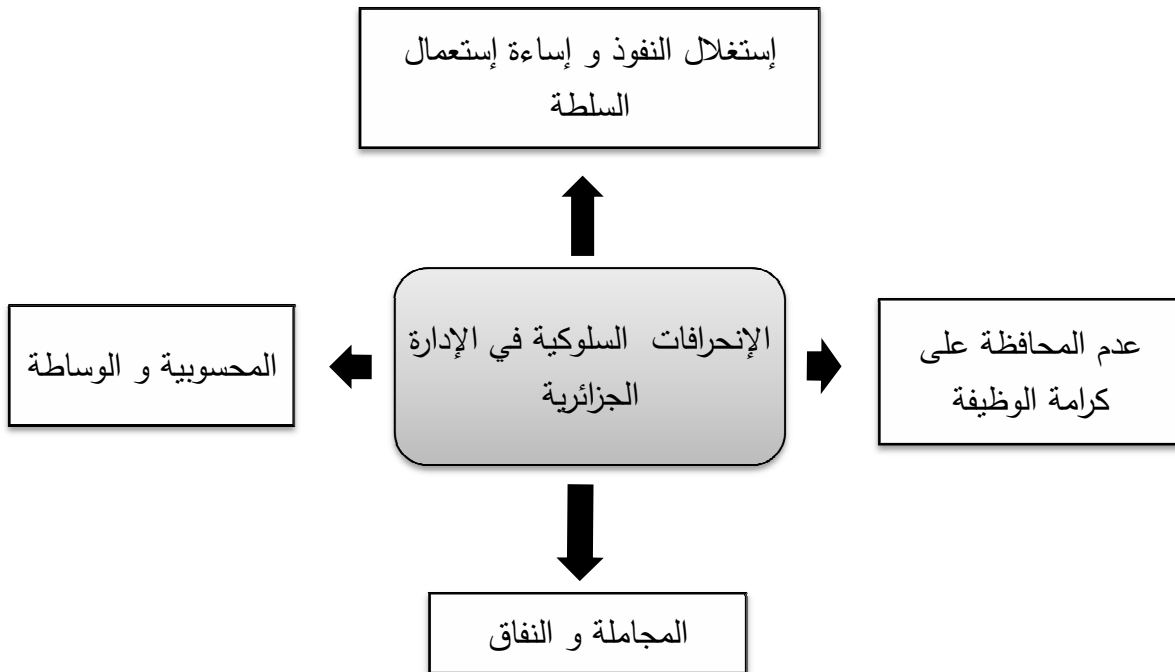 إستغلال النفوذ و إساءة إستعمال
السلطة
الإنحرافات السلوكية في الإدارة
الجزائرية
عدم المحافظة على
كرامة الوظيفة
المحسوبية و الوساطة
المجاملة و النفاق